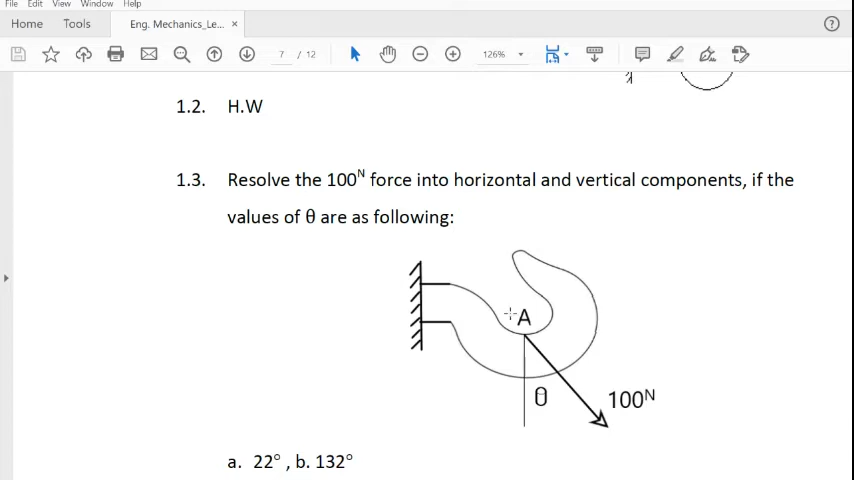 File Edit View Window Help
Home Tools Eng. Mechanics_Le... ×
7 / 12 126%
1.2. H.W
1.3. Resolve the 100ᴺ force into horizontal and vertical components, if the
values of θ are as following:
A
θ
100ᴺ
a. 22° , b. 132°